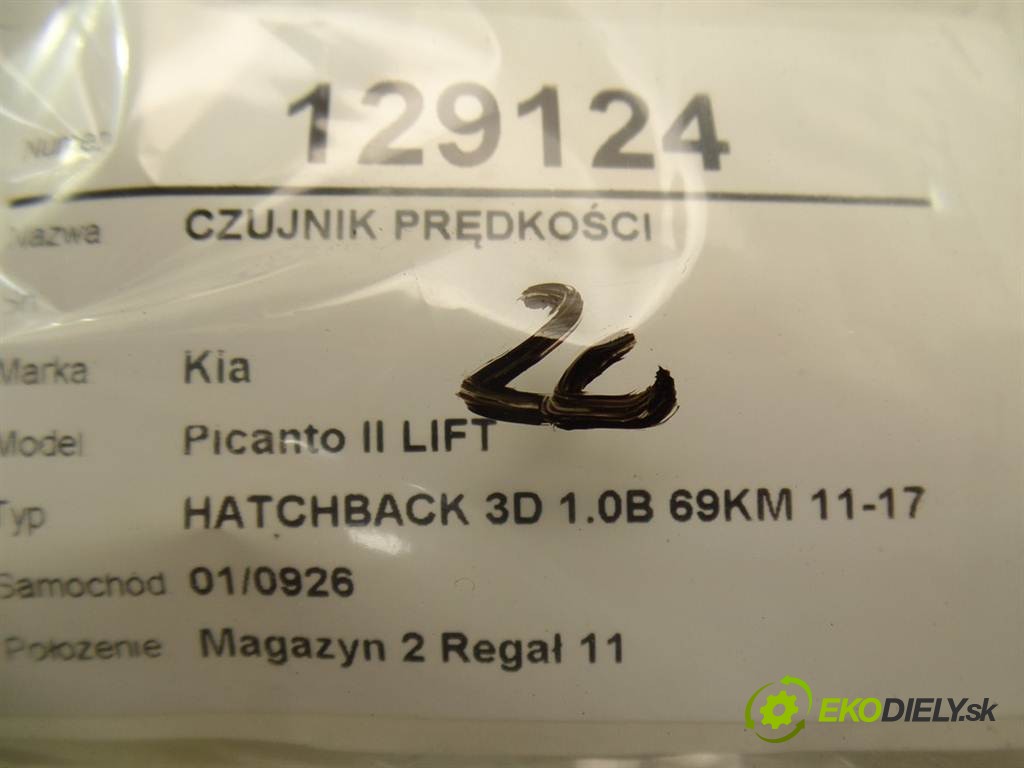 Numer 129124
Nazwa CZUJNIK PRĘDKOŚCI
Marka Kia
Model Picanto II LIFT
Typ HATCHBACK 3D 1.0B 69KM 11-17
Samochód 01/0926
Położenie Magazyn 2 Regał 11
EKODIELY.sk